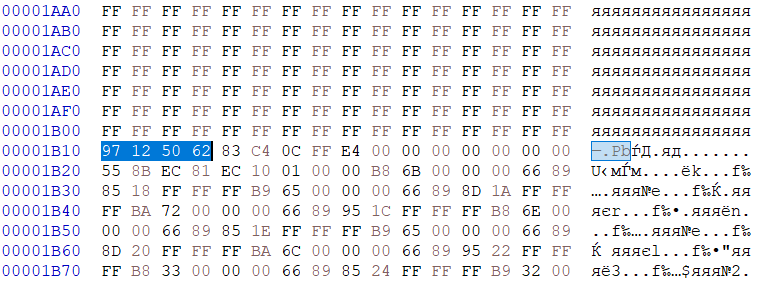 00001AA0 FF FF FF FF FF FF FF FF FF FF FF FF FF FF FF FF яяяяяяяяяяяяяяяя
00001AB0 FF FF FF FF FF FF FF FF FF FF FF FF FF FF FF FF яяяяяяяяяяяяяяяя
00001AC0 FF FF FF FF FF FF FF FF FF FF FF FF FF FF FF FF яяяяяяяяяяяяяяяя
00001AD0 FF FF FF FF FF FF FF FF FF FF FF FF FF FF FF FF яяяяяяяяяяяяяяяя
00001AE0 FF FF FF FF FF FF FF FF FF FF FF FF FF FF FF FF яяяяяяяяяяяяяяяя
00001AF0 FF FF FF FF FF FF FF FF FF FF FF FF FF FF FF FF яяяяяяяяяяяяяяяя
00001B00 FF FF FF FF FF FF FF FF FF FF FF FF FF FF FF FF яяяяяяяяяяяяяяяя
00001B10 97 12 50 62 83 C4 0C FF E4 00 00 00 00 00 00 00 —.PbѓД.яд.......
00001B20 55 8B EC 81 EC 10 01 00 00 B8 6B 00 00 00 66 89 U‹мЃм....ёk...f‰
00001B30 85 18 FF FF FF B9 65 00 00 00 66 89 8D 1A FF FF ….яяя№e...f‰Ќ.яя
00001B40 FF BA 72 00 00 00 66 89 95 1C FF FF FF B8 6E 00 яєr...f‰•.яяяёn.
00001B50 00 00 66 89 85 1E FF FF FF B9 65 00 00 00 66 89 ..f‰….яяя№e...f‰
00001B60 8D 20 FF FF FF BA 6C 00 00 00 66 89 95 22 FF FF Ќ яяяєl...f‰•"яя
00001B70 FF B8 33 00 00 00 66 89 85 24 FF FF FF B9 32 00 яё3...f‰…$яяя№2.